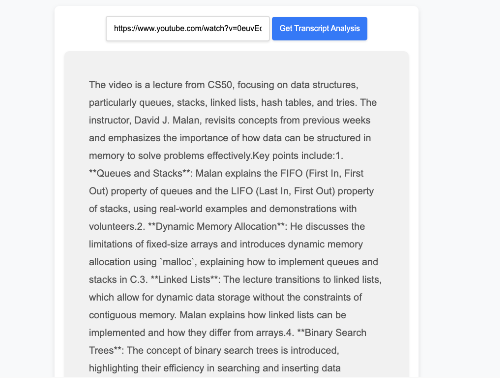 https://www.youtube.com/watch?v=0euvEd
Get Transcript Analysis
The video is a lecture from CS50, focusing on data structures,
particularly queues, stacks, linked lists, hash tables, and tries. The
instructor, David J. Malan, revisits concepts from previous weeks
and emphasizes the importance of how data can be structured in
memory to solve problems effectively.Key points include:1.
**Queues and Stacks**: Malan explains the FIFO (First In, First
Out) property of queues and the LIFO (Last In, First Out) property
of stacks, using real-world examples and demonstrations with
volunteers.2. **Dynamic Memory Allocation**: He discusses the
limitations of fixed-size arrays and introduces dynamic memory
allocation using `malloc`, explaining how to implement queues and
stacks in C.3. **Linked Lists**: The lecture transitions to linked lists,
which allow for dynamic data storage without the constraints of
contiguous memory. Malan explains how linked lists can be
implemented and how they differ from arrays.4. **Binary Search
Trees**: The concept of binary search trees is introduced,
highlighting their efficiency in searching and inserting data